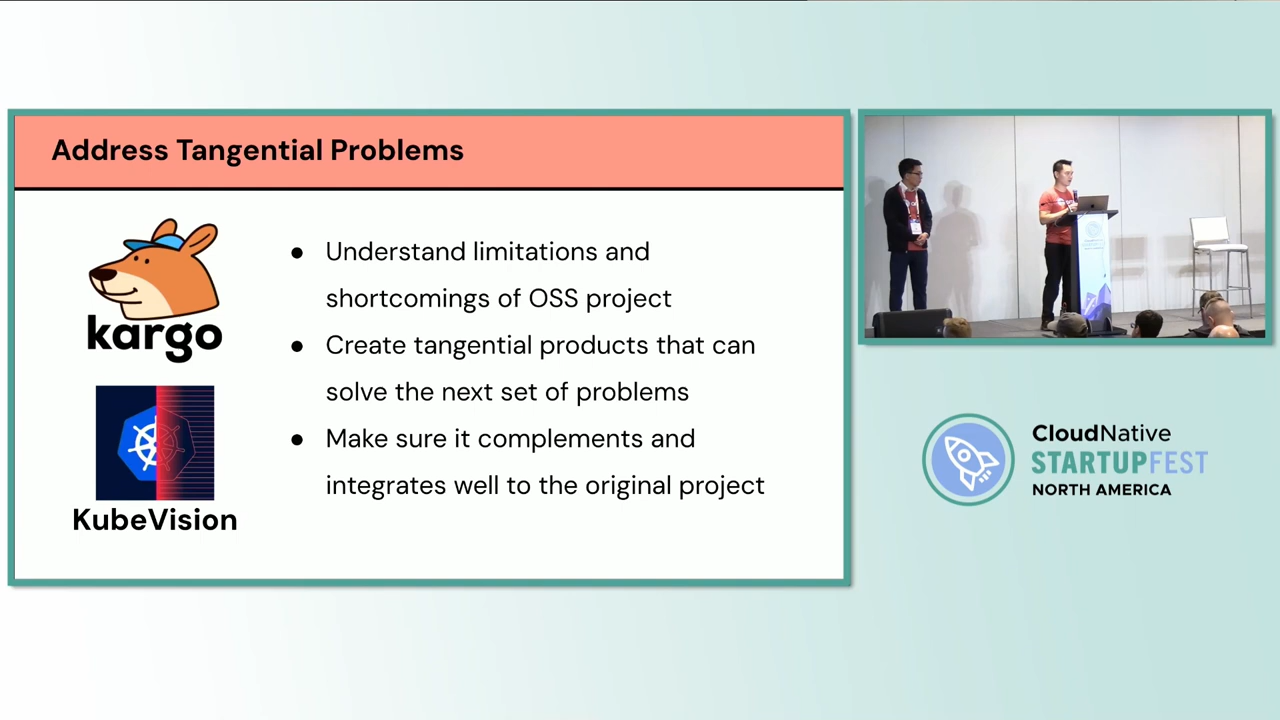 Address Tangential Problems
kargo
KubeVision
● Understand limitations and
shortcomings of OSS project
● Create tangential products that can
solve the next set of problems
● Make sure it complements and
integrates well to the original project
CloudNative
STARTUPFEST
NORTH AMERICA